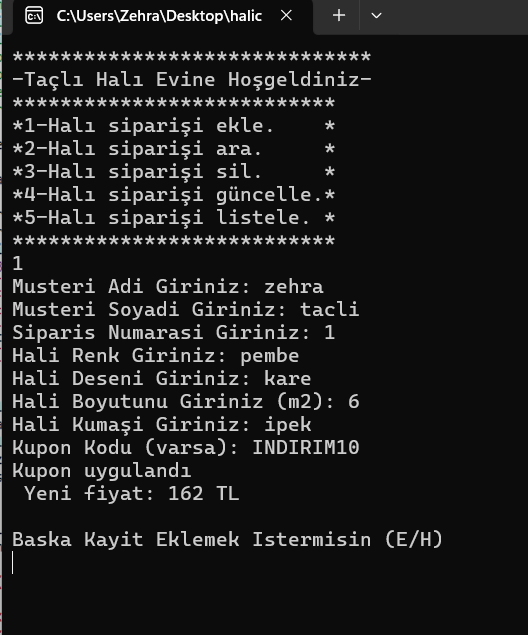 C:\Users\Zehra\Desktop\halic
******************************
-Taçlı Halı Evine Hoşgeldiniz-
***************************
*1-Halı siparişi ekle.    *
*2-Halı siparişi ara.     *
*3-Halı siparişi sil.     *
*4-Halı siparişi güncelle.*
*5-Halı siparişi listele. *
***************************
1
Musteri Adi Giriniz: zehra
Musteri Soyadi Giriniz: tacli
Siparis Numarasi Giriniz: 1
Hali Renk Giriniz: pembe
Hali Deseni Giriniz: kare
Hali Boyutunu Giriniz (m2): 6
Hali Kumaşi Giriniz: ipek
Kupon Kodu (varsa): INDIRIM10
Kupon uygulandı
 Yeni fiyat: 162 TL
Baska Kayit Eklemek Istermisin (E/H)